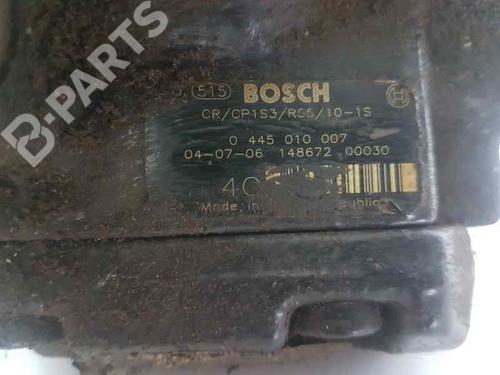 B-PARTS
515 BOSCH
CR/CP1S3/R55/10-1S
0 445 010 007
04-07-06 148672 00030
Made in